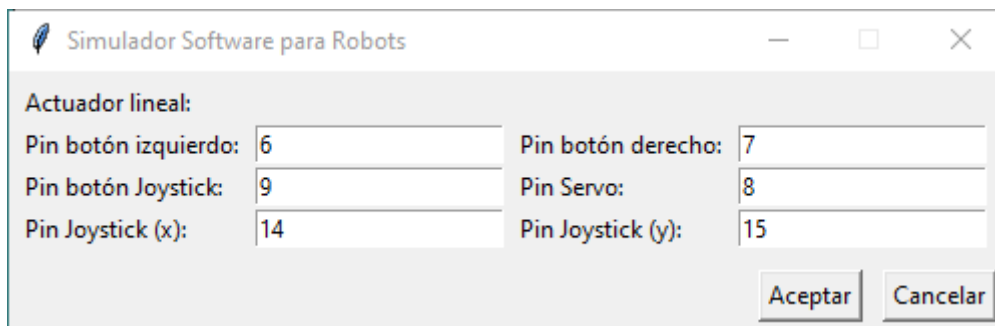 Simulador Software para Robots
Actuador lineal:
Pin botón izquierdo: 6 Pin botón derecho: 7
Pin botón Joystick: 9 Pin Servo: 8
Pin Joystick (x): 14 Pin Joystick (y): 15
Aceptar Cancelar